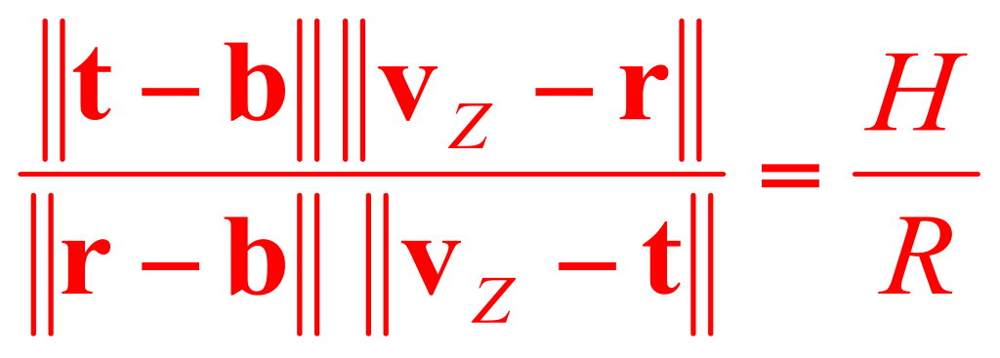 ‖t − b‖ ‖v_Z − r‖ / ‖r − b‖ ‖v_Z − t‖ = H / R